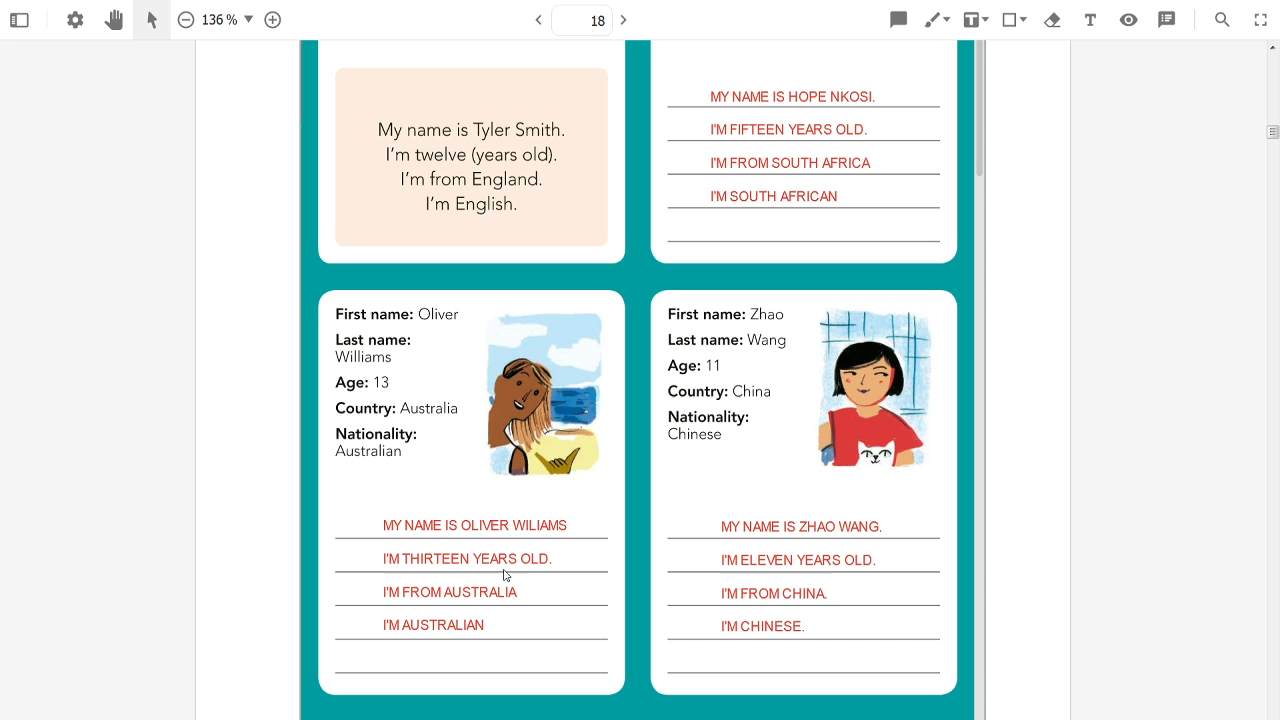 136 %
18
My name is Tyler Smith.
I'm twelve (years old).
I'm from England.
I'm English.
MY NAME IS HOPE NKOSI.
I'M FIFTEEN YEARS OLD.
I'M FROM SOUTH AFRICA
I'M SOUTH AFRICAN
First name: Oliver
Last name:
Williams
Age: 13
Country: Australia
Nationality:
Australian
MY NAME IS OLIVER WILIAMS
I'M THIRTEEN YEARS OLD.
I'M FROM AUSTRALIA
I'M AUSTRALIAN
First name: Zhao
Last name: Wang
Age: 11
Country: China
Nationality:
Chinese
MY NAME IS ZHAO WANG.
I'M ELEVEN YEARS OLD.
I'M FROM CHINA.
I'M CHINESE.